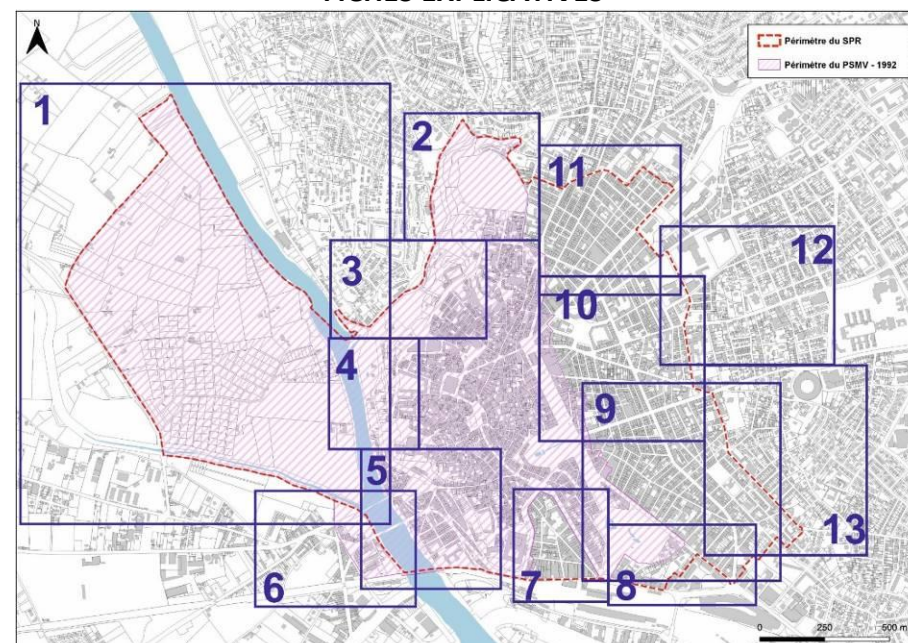 FICHES EXPLICATIVES
N
Périmètre du SPR
Périmètre du PSMV - 1992
1
2
11
12
3
10
4
9
5
13
6
7
8
0 250 500 m